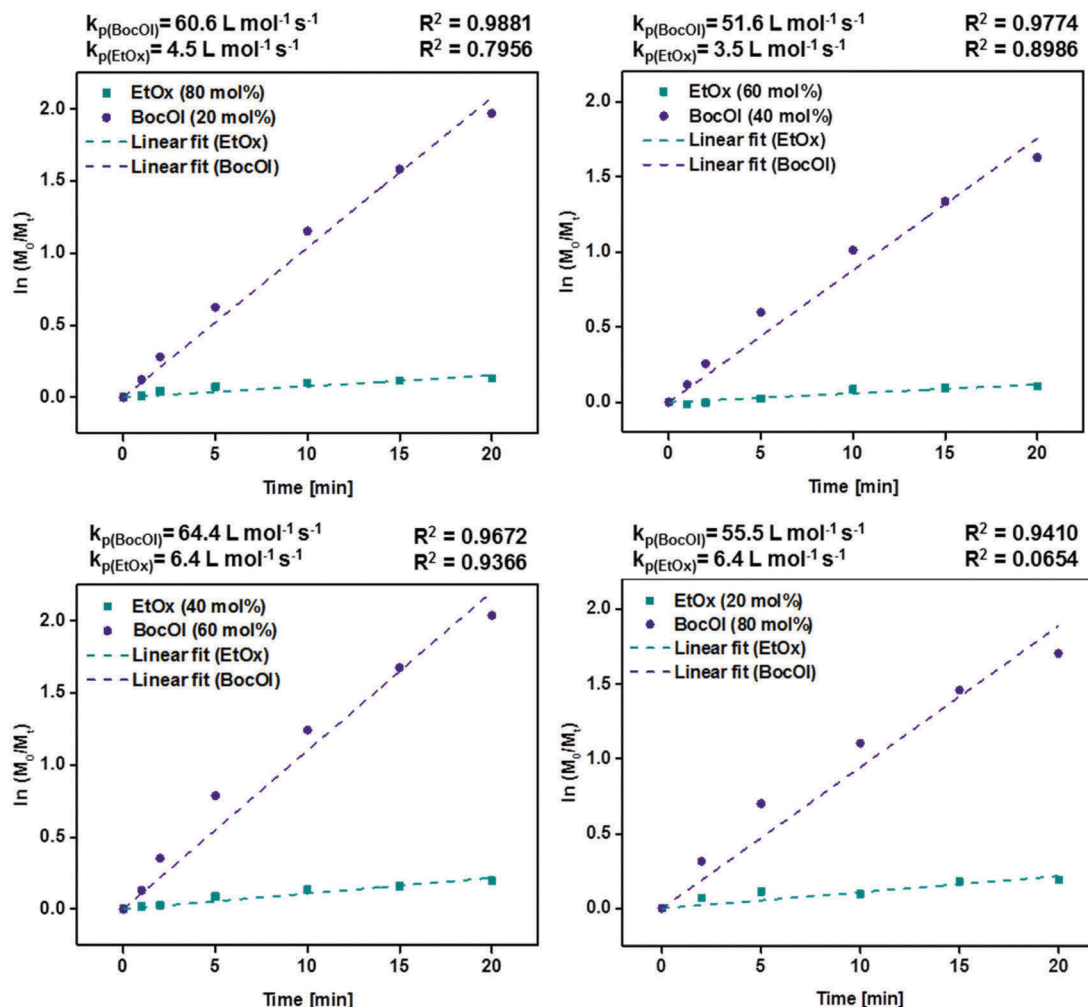 kp(BocOl)= 60.6 L mol⁻¹ s⁻¹ R² = 0.9881
kp(EtOx)= 4.5 L mol⁻¹ s⁻¹ R² = 0.7956
EtOx (80 mol%)
BocOl (20 mol%)
Linear fit (EtOx)
Linear fit (BocOl)
2.0
1.5
1.0
0.5
0.0
ln (M₀/Mₜ)
0 5 10 15 20
Time [min]
kp(BocOl)= 51.6 L mol⁻¹ s⁻¹ R² = 0.9774
kp(EtOx)= 3.5 L mol⁻¹ s⁻¹ R² = 0.8986
EtOx (60 mol%)
BocOl (40 mol%)
Linear fit (EtOx)
Linear fit (BocOl)
2.0
1.5
1.0
0.5
0.0
ln (M₀/Mₜ)
0 5 10 15 20
Time [min]
kp(BocOl)= 64.4 L mol⁻¹ s⁻¹ R² = 0.9672
kp(EtOx)= 6.4 L mol⁻¹ s⁻¹ R² = 0.9366
EtOx (40 mol%)
BocOl (60 mol%)
Linear fit (EtOx)
Linear fit (BocOl)
2.0
1.5
1.0
0.5
0.0
ln (M₀/Mₜ)
0 5 10 15 20
Time [min]
kp(BocOl)= 55.5 L mol⁻¹ s⁻¹ R² = 0.9410
kp(EtOx)= 6.4 L mol⁻¹ s⁻¹ R² = 0.0654
EtOx (20 mol%)
BocOl (80 mol%)
Linear fit (EtOx)
Linear fit (BocOl)
2.0
1.5
1.0
0.5
0.0
ln (M₀/Mₜ)
0 5 10 15 20
Time [min]